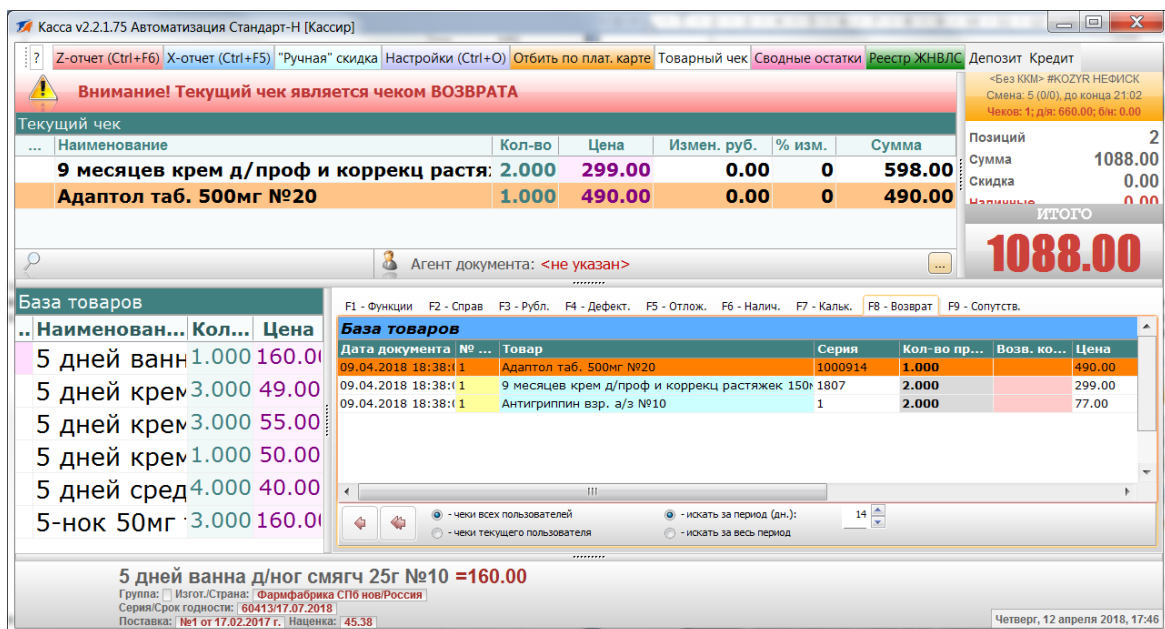 Касса v2.2.1.75 Автоматизация Стандарт-Н [Кассир]
? Z-отчет (Ctrl+F6) X-отчет (Ctrl+F5) "Ручная" скидка Настройки (Ctrl+O) Отбить по плат. карте Товарный чек Сводные остатки Реестр ЖНВЛС Депозит Кредит
Внимание! Текущий чек является чеком ВОЗВРАТА
<Без ККМ> #KOZYR НЕФИСК
Смена: 5 (0/0), до конца 21:02
Чеков: 1; д/я: 660.00; б/н: 0.00
Текущий чек
... Наименование Кол-во Цена Измен. руб. % изм. Сумма
9 месяцев крем д/проф и коррекц растя: 2.000 299.00 0.00 0 598.00
Адаптол таб. 500мг №20 1.000 490.00 0.00 0 490.00
Позиций 2
Сумма 1088.00
Скидка 0.00
Наличные 0.00
ИТОГО
1088.00
Агент документа: <не указан> ...
База товаров
.. Наименован... Кол... Цена
5 дней ванн 1.000 160.0
5 дней крем 3.000 49.00
5 дней крем 3.000 55.00
5 дней крем 1.000 50.00
5 дней сред 4.000 40.00
5-нок 50мг 3.000 160.0
F1 - Функции F2 - Справ F3 - Рубл. F4 - Дефект. F5 - Отлож. F6 - Налич. F7 - Кальк. F8 - Возврат F9 - Сопутств.
База товаров
Дата документа № ... Товар Серия Кол-во пр... Возв. ко... Цена
09.04.2018 18:38:( 1 Адаптол таб. 500мг №20 1000914 1.000 490.00
09.04.2018 18:38:( 1 9 месяцев крем д/проф и коррекц растяжек 150м 1807 2.000 299.00
09.04.2018 18:38:( 1 Антигриппин взр. а/з №10 1 2.000 77.00
- чеки всех пользователей - искать за период (дн.): 14
- чеки текущего пользователя - искать за весь период
5 дней ванна д/ног смягч 25г №10 =160.00
Группа: Изгот./Страна: Фармфабрика СПб нов/Россия
Серия/Срок годности: 60413/17.07.2018
Поставка: №1 от 17.02.2017 г. Наценка: 45.38
Четверг, 12 апреля 2018, 17:46